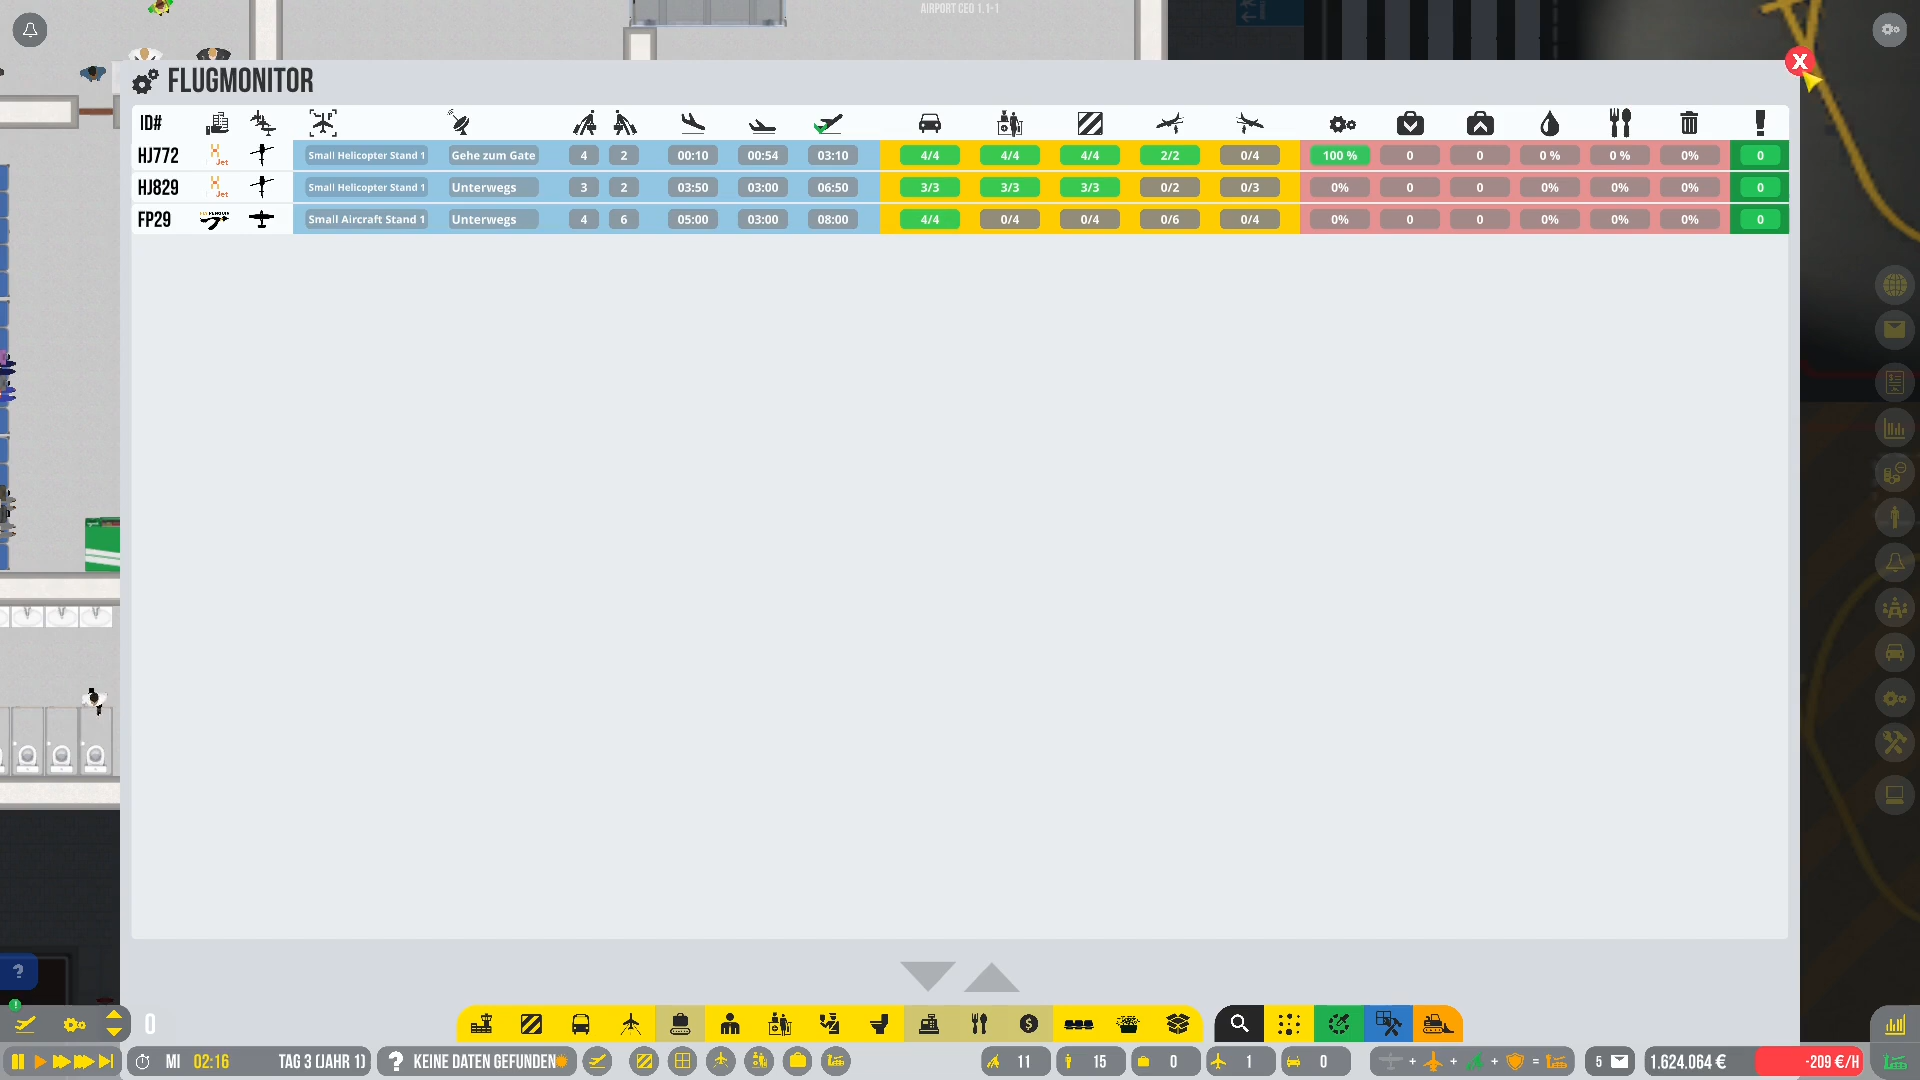 AIRPORT CEO 1.1-1
FLUGMONITOR
X
ID#
HJ772 Jet Small Helicopter Stand 1 Gehe zum Gate 4 2 00:10 00:54 03:10 4/4 4/4 4/4 2/2 0/4 100 % 0 0 0 % 0 % 0% 0
HJ829 Jet Small Helicopter Stand 1 Unterwegs 3 2 03:50 03:00 06:50 3/3 3/3 3/3 0/2 0/3 0% 0 0 0% 0% 0% 0
FP29 Small Aircraft Stand 1 Unterwegs 4 6 05:00 03:00 08:00 4/4 0/4 0/4 0/6 0/4 0% 0 0 0% 0% 0% 0
?
0
MI 02:16 TAG 3 (JAHR 1) ? KEINE DATEN GEFUNDEN 11 15 0 1 0 + + + = 5 1.624.064 € -209 €/H